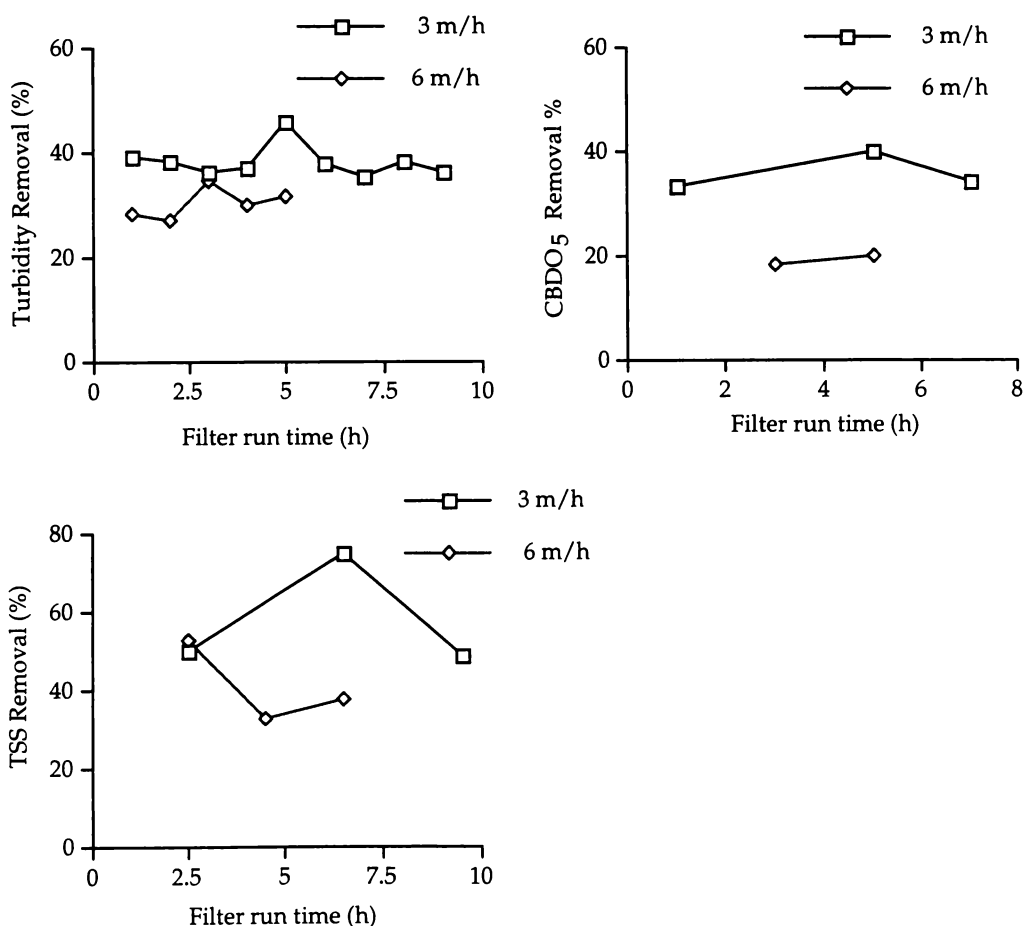 3 m/h
6 m/h
Turbidity Removal (%)
60
40
20
0
0 2.5 5 7.5 10
Filter run time (h)
3 m/h
6 m/h
CBDO5 Removal %
60
40
20
0
0 2 4 6 8
Filter run time (h)
3 m/h
6 m/h
TSS Removal (%)
80
60
40
20
0
0 2.5 5 7.5 10
Filter run time (h)